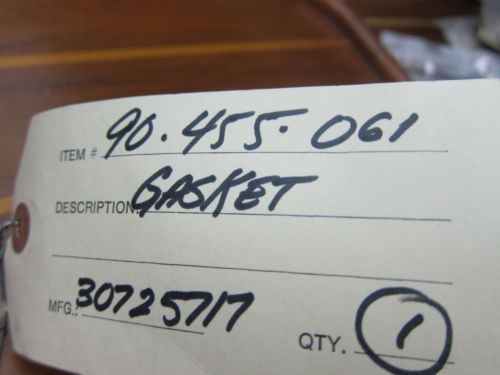 ITEM # 90.455.061
DESCRIPTION: GASKET
MFG.: 30725717
QTY. 1